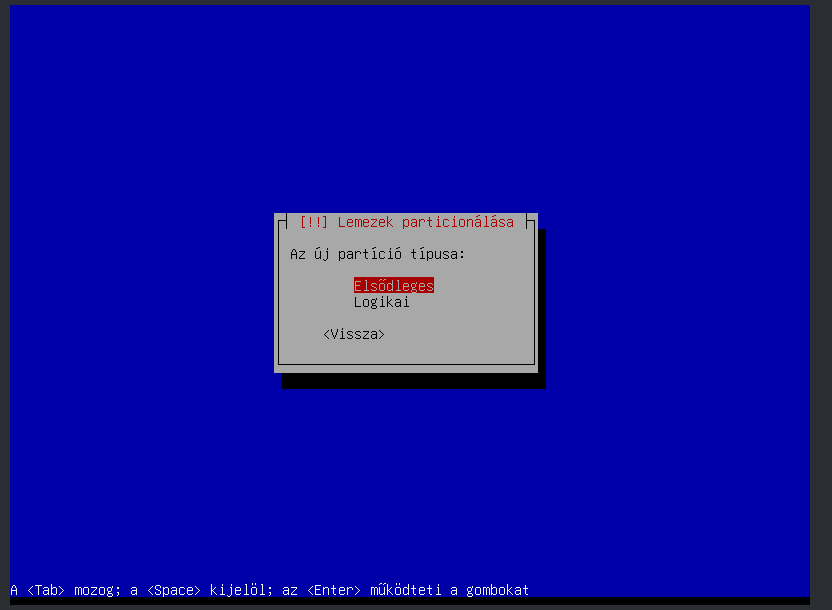 [!!] Lemezek particionálása
Az új partíció típusa:
Elsődleges
Logikai
<Vissza>
A <Tab> mozog; a <Space> kijelöl; az <Enter> működteti a gombokat